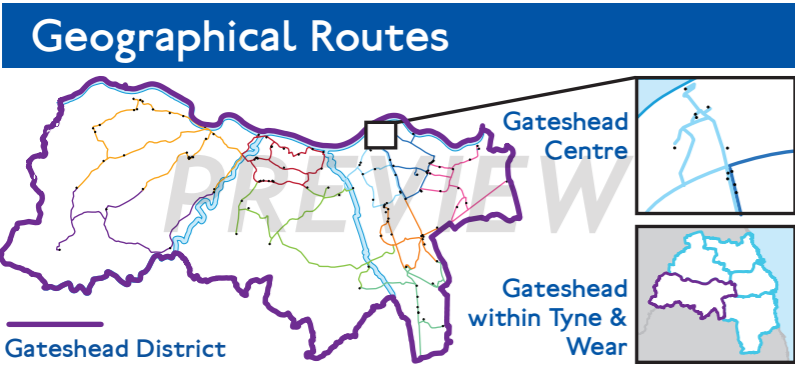 Geographical Routes
Gateshead
Centre
PREVIEW
Gateshead
within Tyne &
Wear
Gateshead District